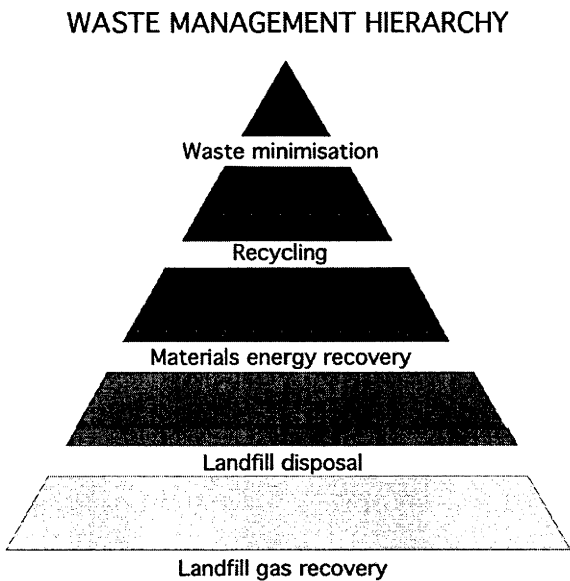 WASTE MANAGEMENT HIERARCHY
Waste minimisation
Recycling
Materials energy recovery
Landfill disposal
Landfill gas recovery